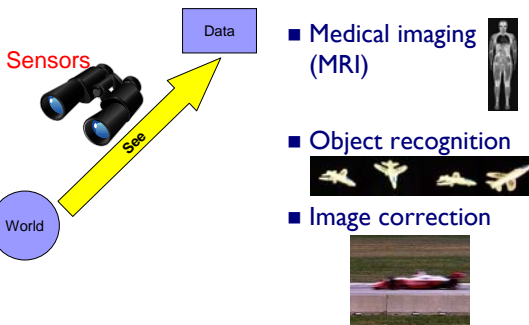 Data
Sensors
See
World
Medical imaging
(MRI)
Object recognition
Image correction